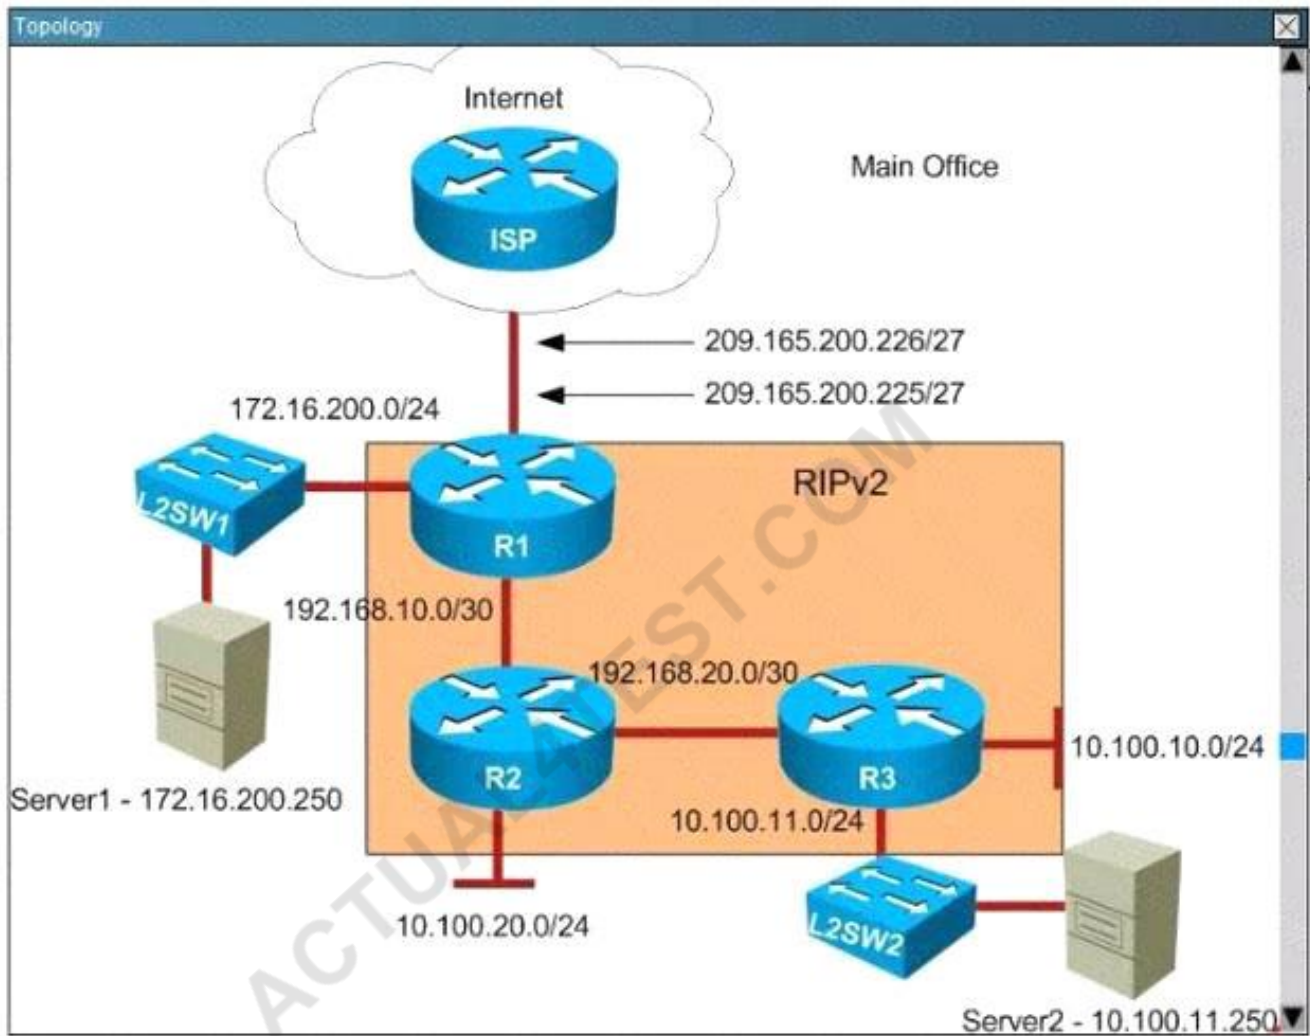 Topology
Internet
Main Office
ISP
209.165.200.226/27
209.165.200.225/27
172.16.200.0/24
RIPv2
L2SW1
R1
192.168.10.0/30
192.168.20.0/30
R2
R3
10.100.10.0/24
Server1 - 172.16.200.250
10.100.11.0/24
10.100.20.0/24
L2SW2
Server2 - 10.100.11.250
ACTUAL4TEST.COM